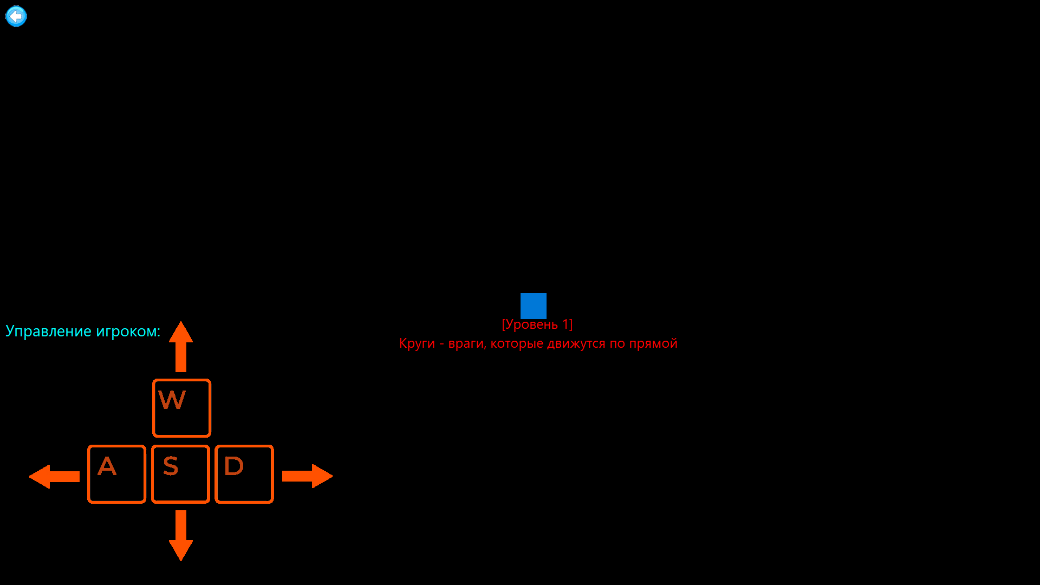 [Уровень 1]
Круги - враги, которые движутся по прямой
Управление игроком:
W
A S D